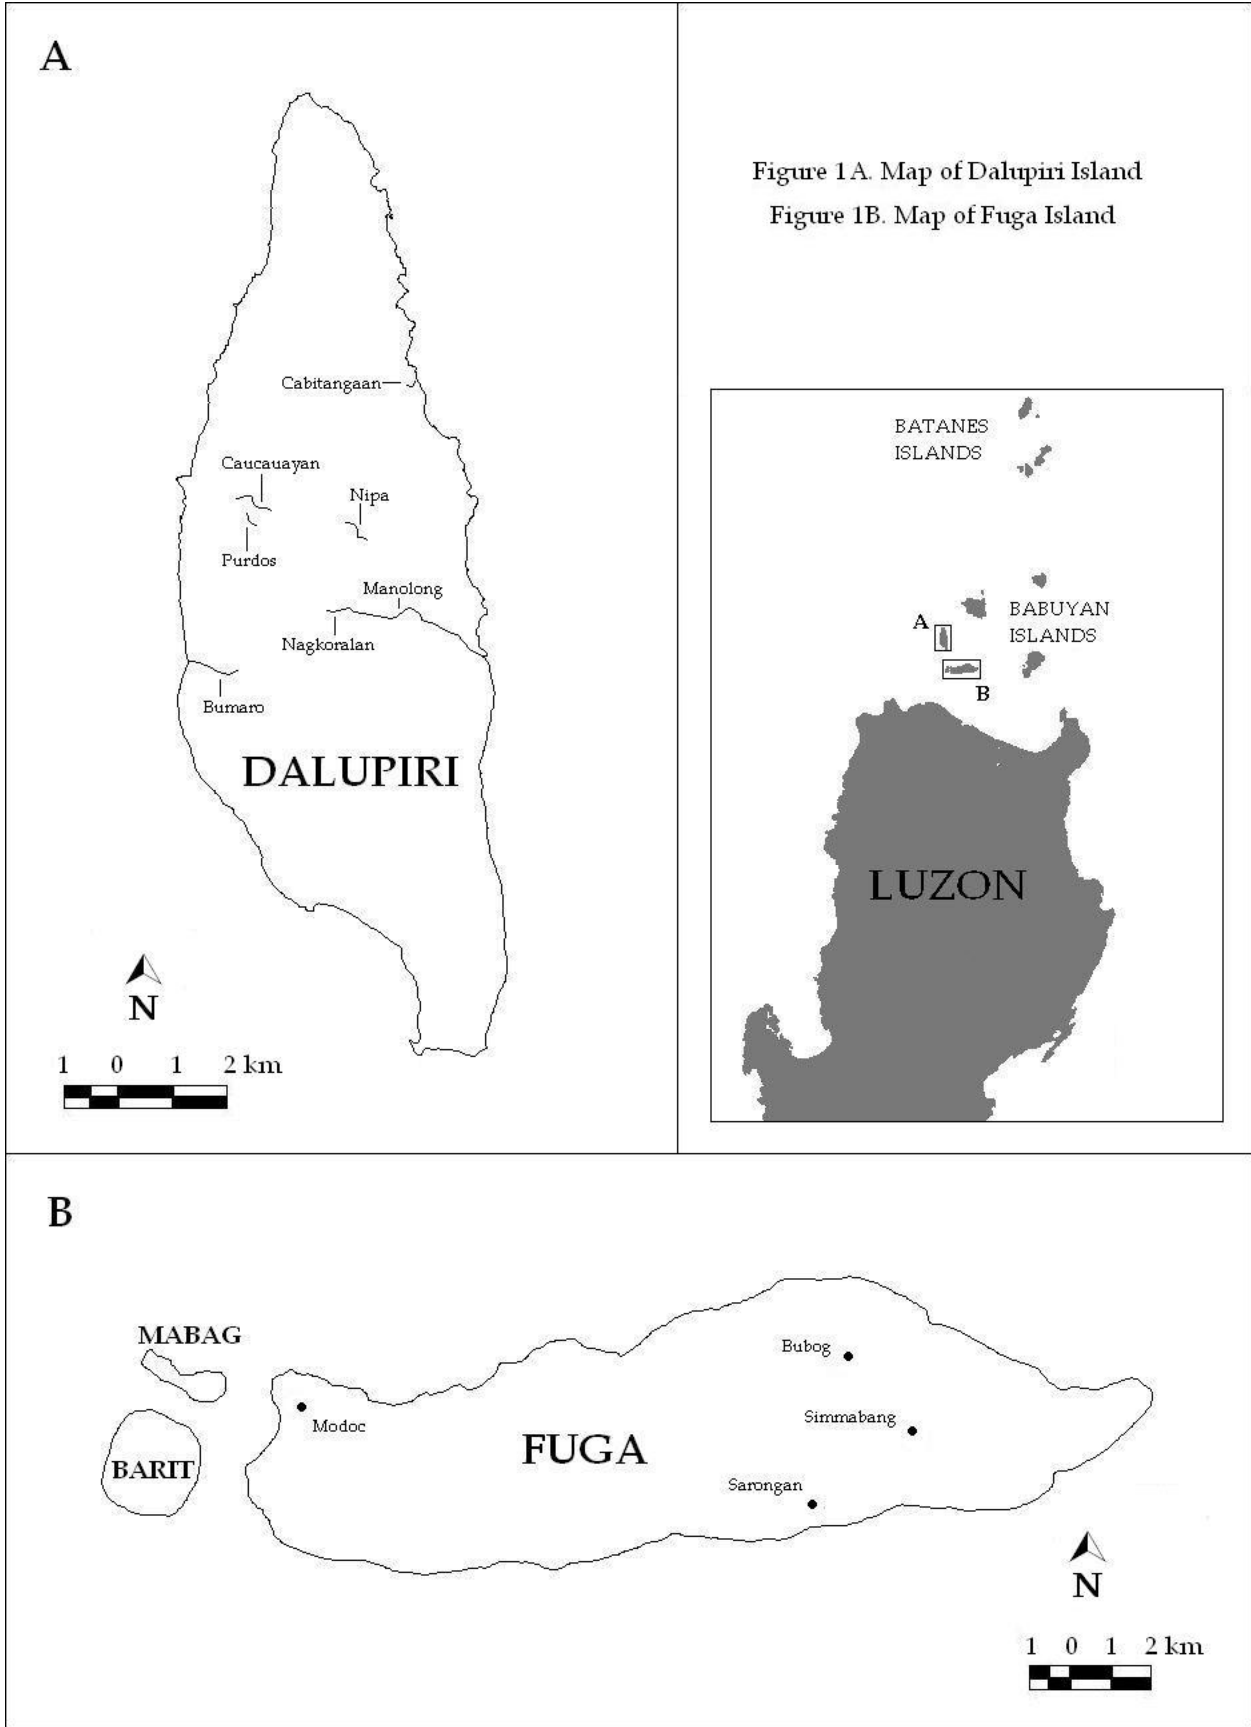 A
Figure 1A. Map of Dalupiri Island
Figure 1B. Map of Fuga Island
Cabitangaan
Caucauayan
Nipa
Purdos
Manolong
Nagkoralan
Bumaro
DALUPIRI
N
1 0 1 2 km
BATANES
ISLANDS
BABUYAN
ISLANDS
A
B
LUZON
B
MABAG
BARIT
Modoc
FUGA
Bubog
Simmabang
Sarongan
N
1 0 1 2 km